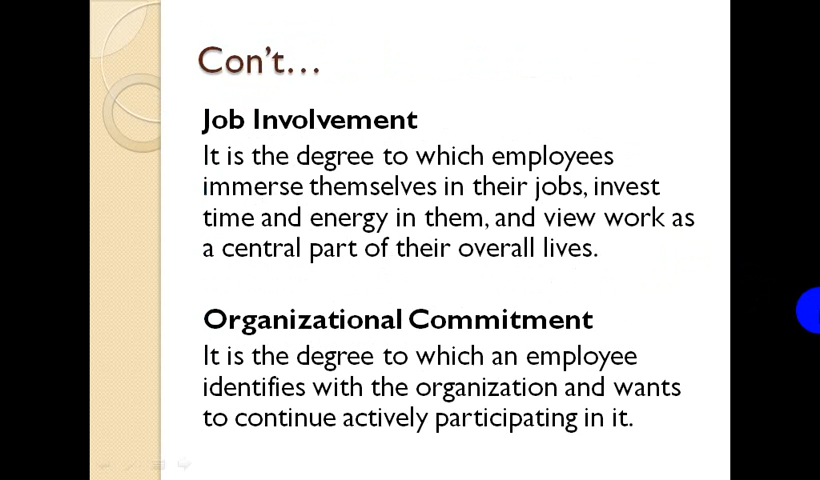 Con't...
Job Involvement
It is the degree to which employees
immerse themselves in their jobs, invest
time and energy in them, and view work as
a central part of their overall lives.
Organizational Commitment
It is the degree to which an employee
identifies with the organization and wants
to continue actively participating in it.